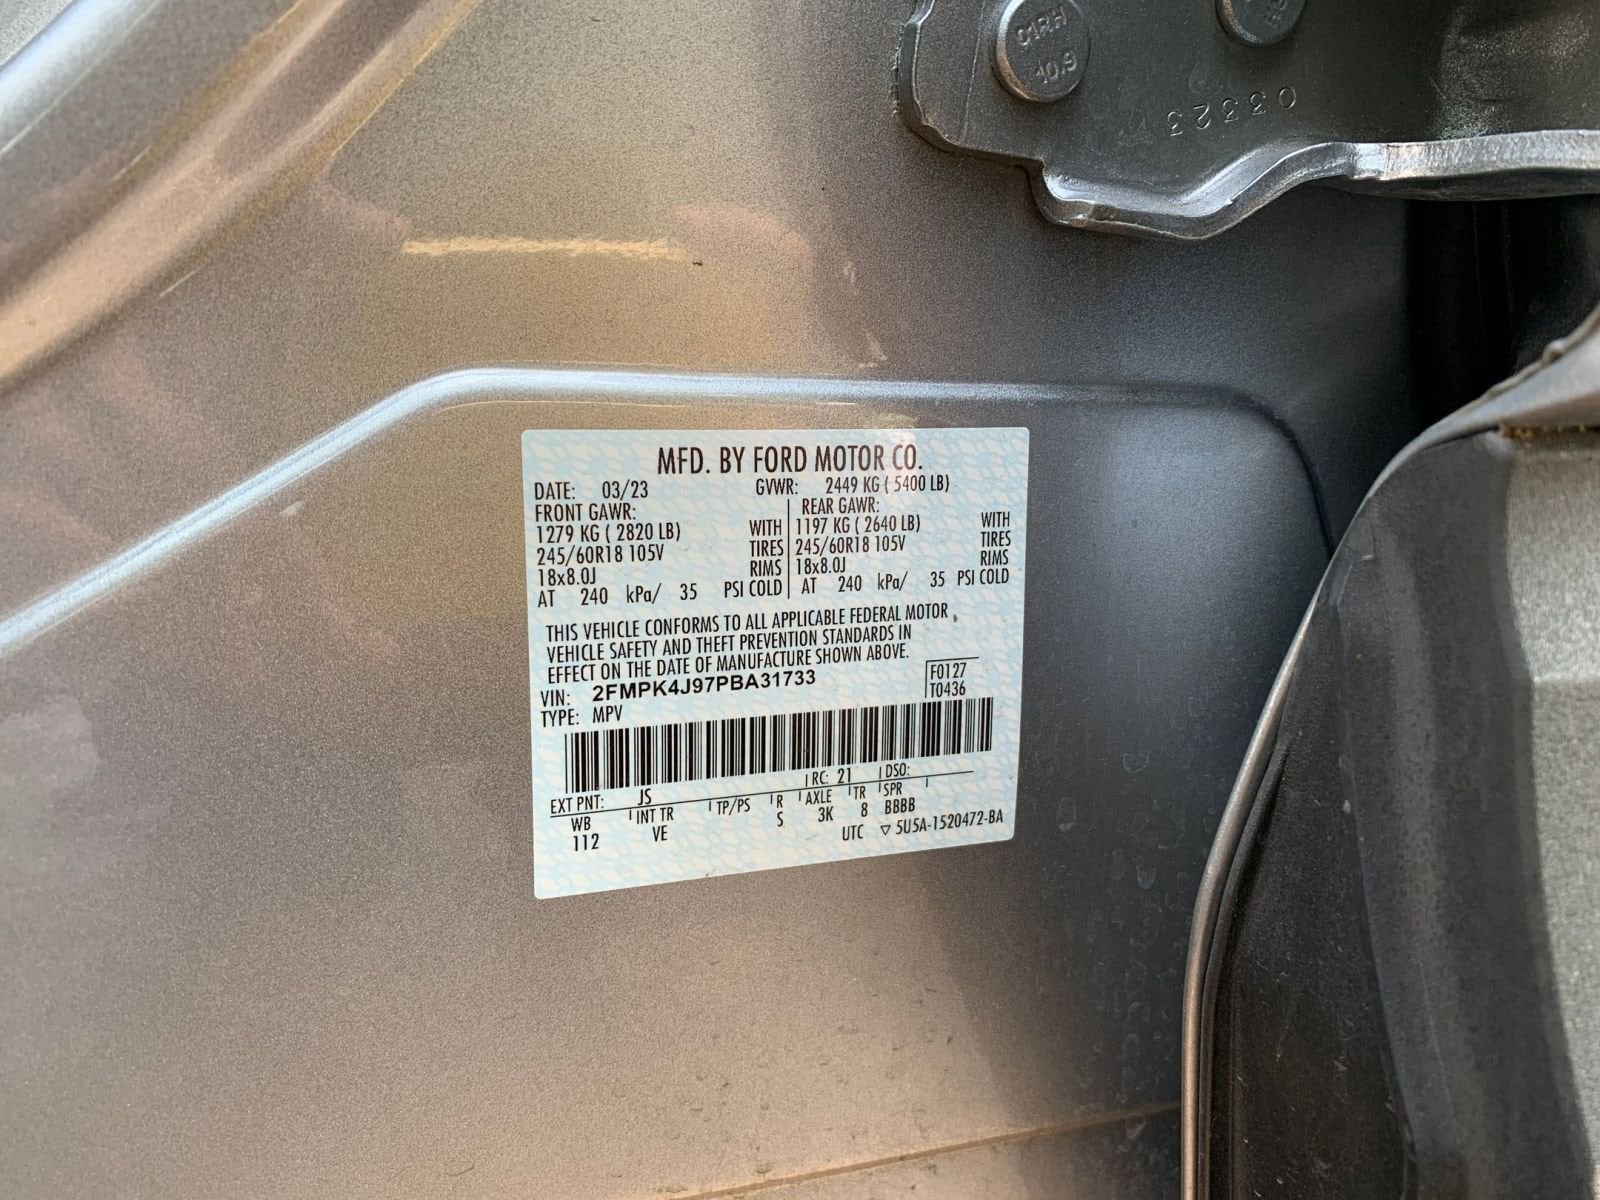 01RH
10.9
03323
MFD. BY FORD MOTOR CO.
DATE: 03/23 GVWR: 2449 KG ( 5400 LB)
FRONT GAWR: REAR GAWR:
1279 KG ( 2820 LB) WITH 1197 KG ( 2640 LB) WITH
245/60R18 105V TIRES 245/60R18 105V TIRES
18x8.0J RIMS 18x8.0J RIMS
AT 240 kPa/ 35 PSI COLD AT 240 kPa/ 35 PSI COLD
THIS VEHICLE CONFORMS TO ALL APPLICABLE FEDERAL MOTOR
VEHICLE SAFETY AND THEFT PREVENTION STANDARDS IN
EFFECT ON THE DATE OF MANUFACTURE SHOWN ABOVE.
VIN: 2FMPK4J97PBA31733 F0127
TYPE: MPV T0436
EXT PNT: JS RC: 21 DSO:
WB INT TR TP/PS R AXLE TR SPR
112 VE S 3K 8 BBBB
UTC ▽ 5U5A-1520472-BA